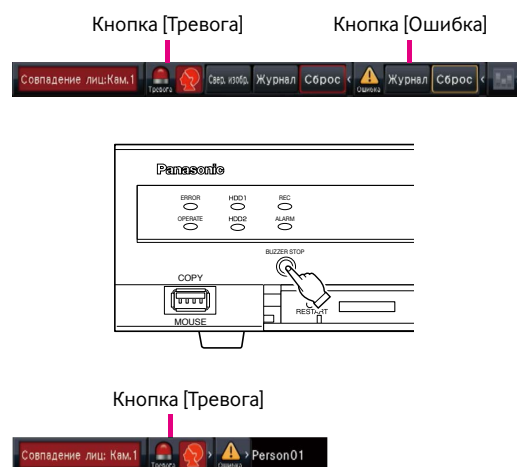 Кнопка [Тревога] Кнопка [Ошибка]
Совпадение лиц:Кам.1 Тревога Свер. изобр. Журнал Сброс Ошибка Журнал Сброс
Panasonic
ERROR HDD1 REC
OPERATE HDD2 ALARM
BUZZER STOP
COPY
RESTART
MOUSE
Кнопка [Тревога]
Совпадение лиц: Кам.1 Тревога Ошибка Person01